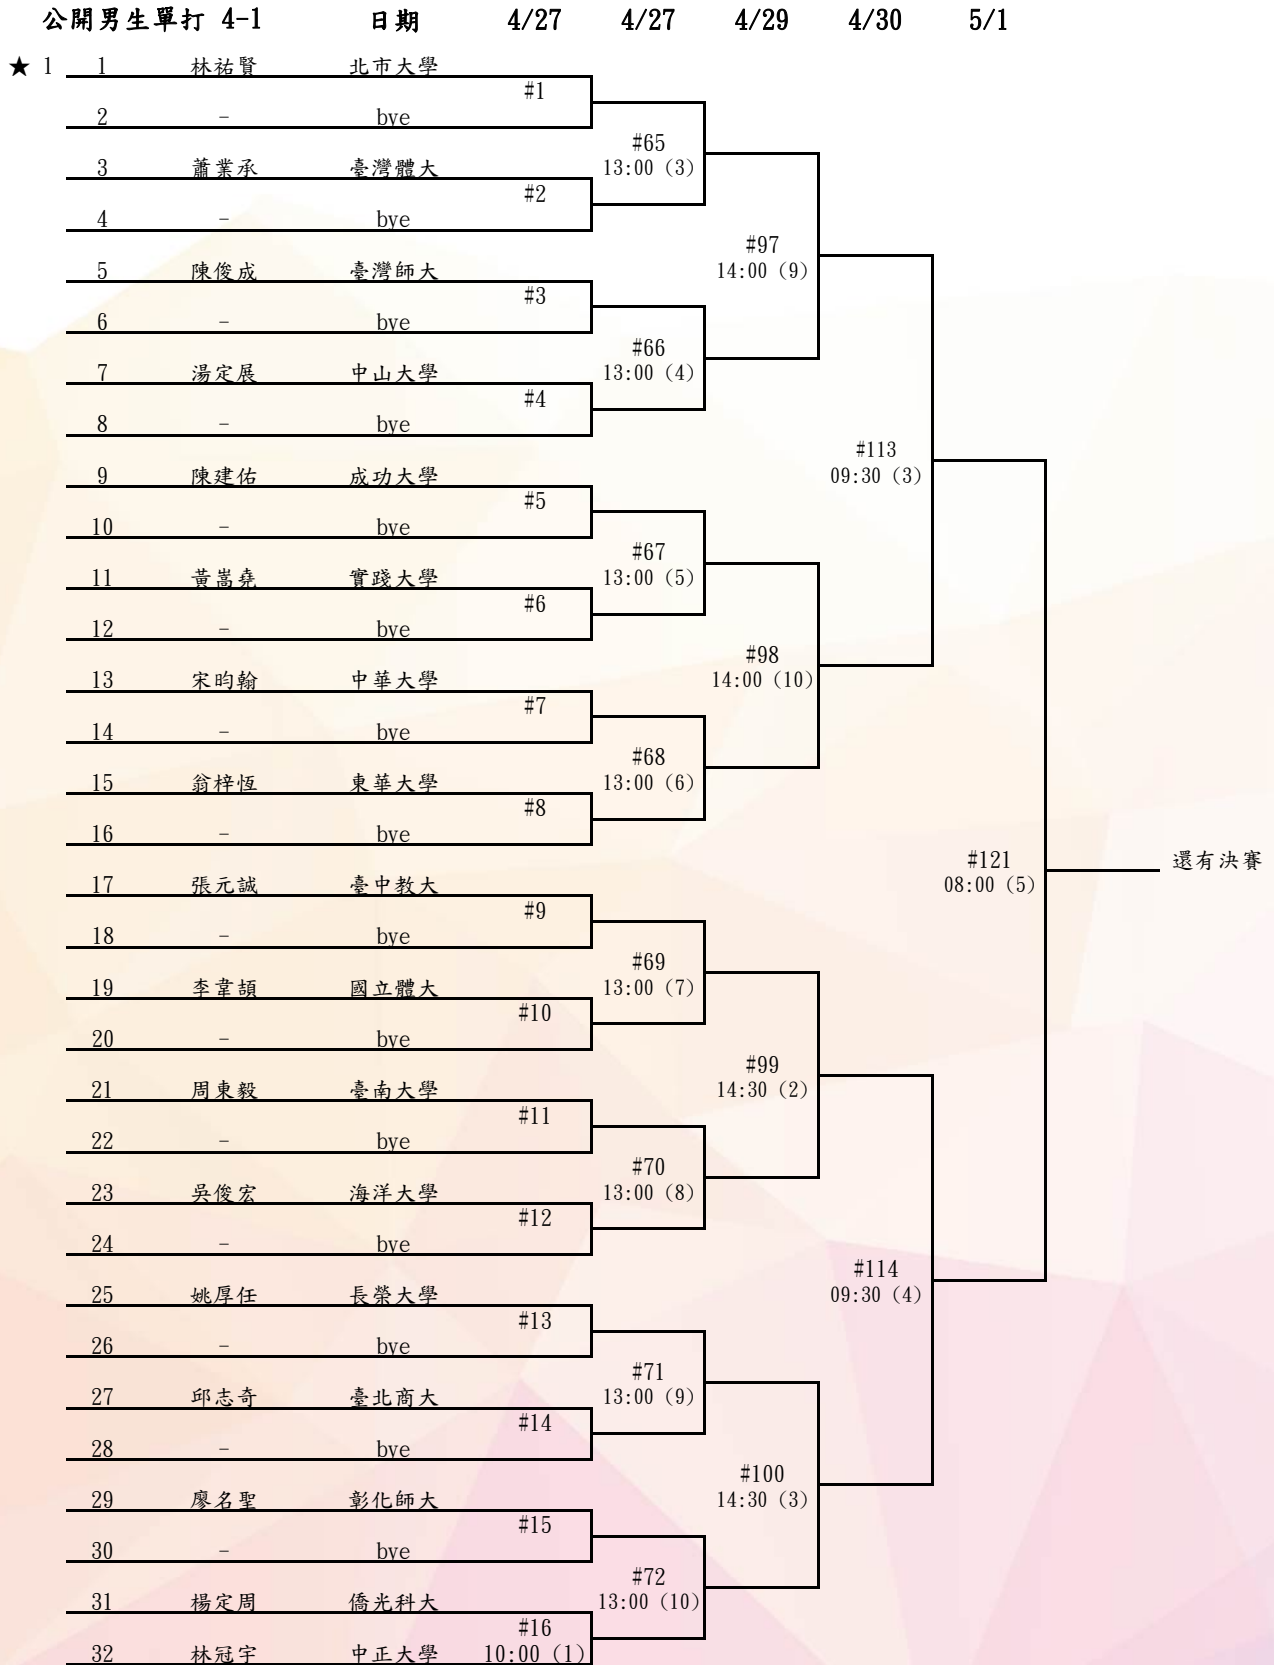 公開男生單打 4-1 日期 4/27 4/27 4/29 4/30 5/1
★ 1 1 林祐賢 北市大學
#1
2 - bye
#65
13:00 (3)
3 蕭業承 臺灣體大
#2
4 - bye
#97
14:00 (9)
5 陳俊成 臺灣師大
#3
6 - bye
#66
13:00 (4)
7 湯定展 中山大學
#4
8 - bye
#113
09:30 (3)
9 陳建佑 成功大學
#5
10 - bye
#67
13:00 (5)
11 黃嵩堯 實踐大學
#6
12 - bye
#98
14:00 (10)
13 宋昀翰 中華大學
#7
14 - bye
#68
13:00 (6)
15 翁梓恆 東華大學
#8
16 - bye
#121
08:00 (5)
還有決賽
17 張元誠 臺中教大
#9
18 - bye
#69
13:00 (7)
19 李韋頡 國立體大
#10
20 - bye
#99
14:30 (2)
21 周東毅 臺南大學
#11
22 - bye
#70
13:00 (8)
23 吳俊宏 海洋大學
#12
24 - bye
#114
09:30 (4)
25 姚厚任 長榮大學
#13
26 - bye
#71
13:00 (9)
27 邱志奇 臺北商大
#14
28 - bye
#100
14:30 (3)
29 廖名聖 彰化師大
#15
30 - bye
#72
13:00 (10)
31 楊定周 僑光科大
#16
32 林冠宇 中正大學 10:00 (1)